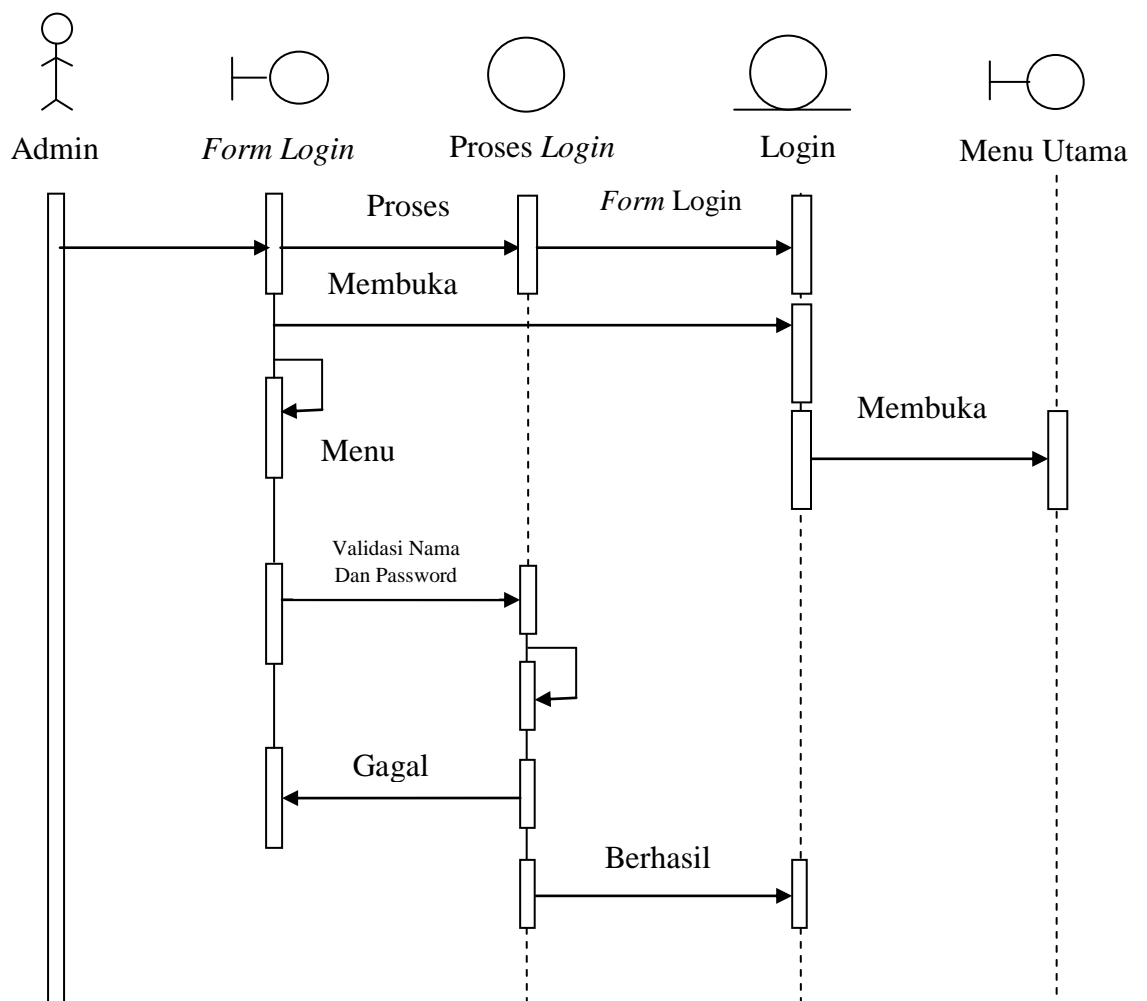 Admin
Form Login
Proses Login
Login
Menu Utama
Proses
Form Login
Membuka
Membuka
Menu
Validasi Nama
Dan Password
Gagal
Berhasil